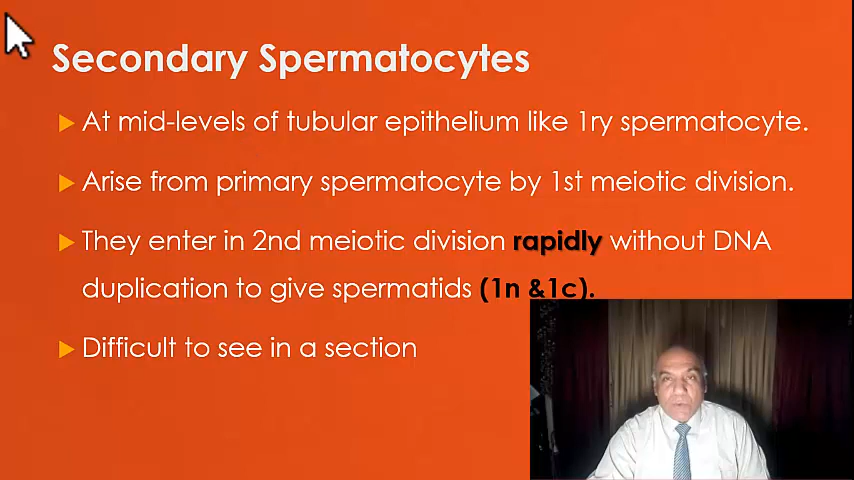 Secondary Spermatocytes
At mid-levels of tubular epithelium like 1ry spermatocyte.
Arise from primary spermatocyte by 1st meiotic division.
They enter in 2nd meiotic division rapidly without DNA
duplication to give spermatids (1n &1c).
Difficult to see in a section